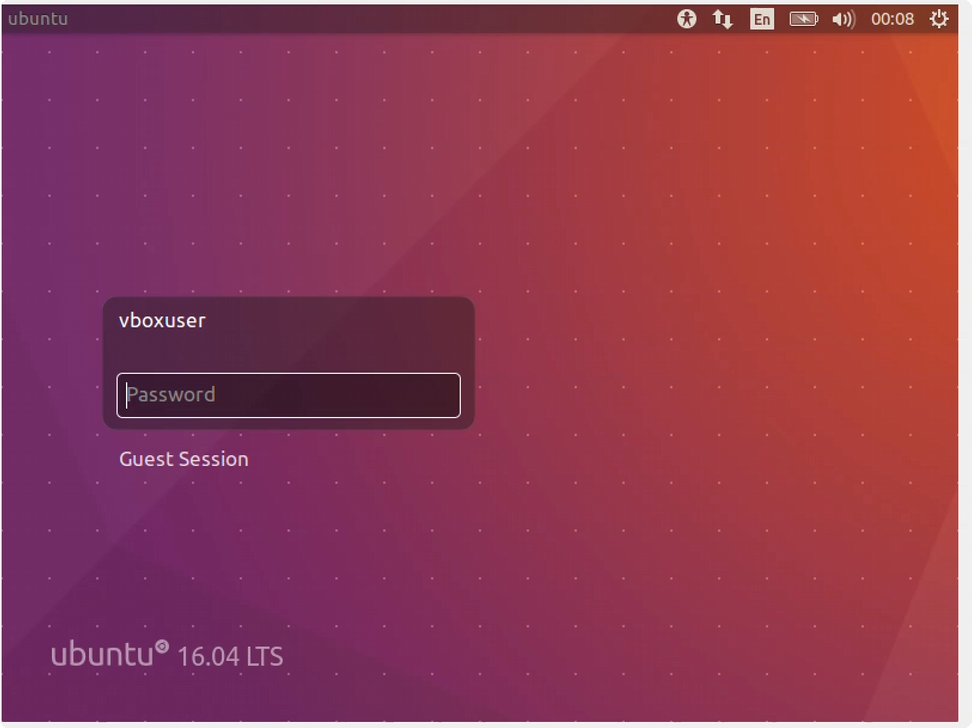 ubuntu En 00:08
vboxuser
Password
Guest Session
ubuntu 16.04 LTS